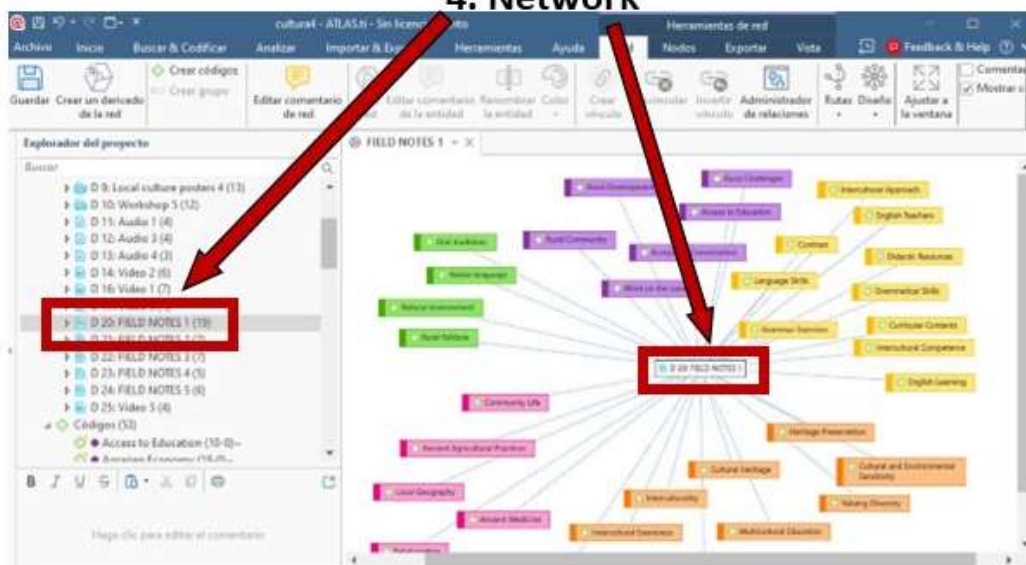 4. Network
cultura4 - ATLAS.ti - Sin licencia
Herramientas de red
Archivo Inicio Buscar & Codificar Analizar Importar & Herramientas Ayuda Nodos Exportar Vista Feedback & Help
Guardar Crear un derivado de la red
Crear códigos
Crear grupo
Editar comentario de red
Editar comentario de la entidad
Renombrar la entidad
Color
Crear vínculo
Invertir vínculo
Administrador de relaciones
Rutas
Diseño
Ajustar a la ventana
Mostrar
Explorador del proyecto
Buscar
D 9: Local culture posters 4 (13)
D 10: Workshop 5 (12)
D 11: Audio 1 (4)
D 12: Audio 3 (4)
D 13: Audio 4 (3)
D 14: Video 2 (6)
D 16: Video 1 (7)
D 20: FIELD NOTES 1 (19)
D 22: FIELD NOTES 3 (7)
D 23: FIELD NOTES 4 (5)
D 24: FIELD NOTES 5 (6)
D 25: Video 5 (4)
Códigos (53)
Access to Education (10-0)~
B I U S
Haga clic para editar el comentario
FIELD NOTES 1
Rural Challenges
Intercultural Approach
Access to Education
English Teachers
Oral traditions
Rural Community
Contrast
Didactic Resources
Native language
Language Skills
Grammar Skills
Natural environment
Grammar Exercises
Curricular Contents
Intercultural Competence
D 20: FIELD NOTES 1
English Learning
Community Life
Heritage Preservation
Ancient Agricultural Practices
Cultural Heritage
Cultural and Environmental Sensitivity
Local Geography
Interculturality
Valuing Diversity
Ancient Medicine
Intercultural Awareness
Multicultural Education